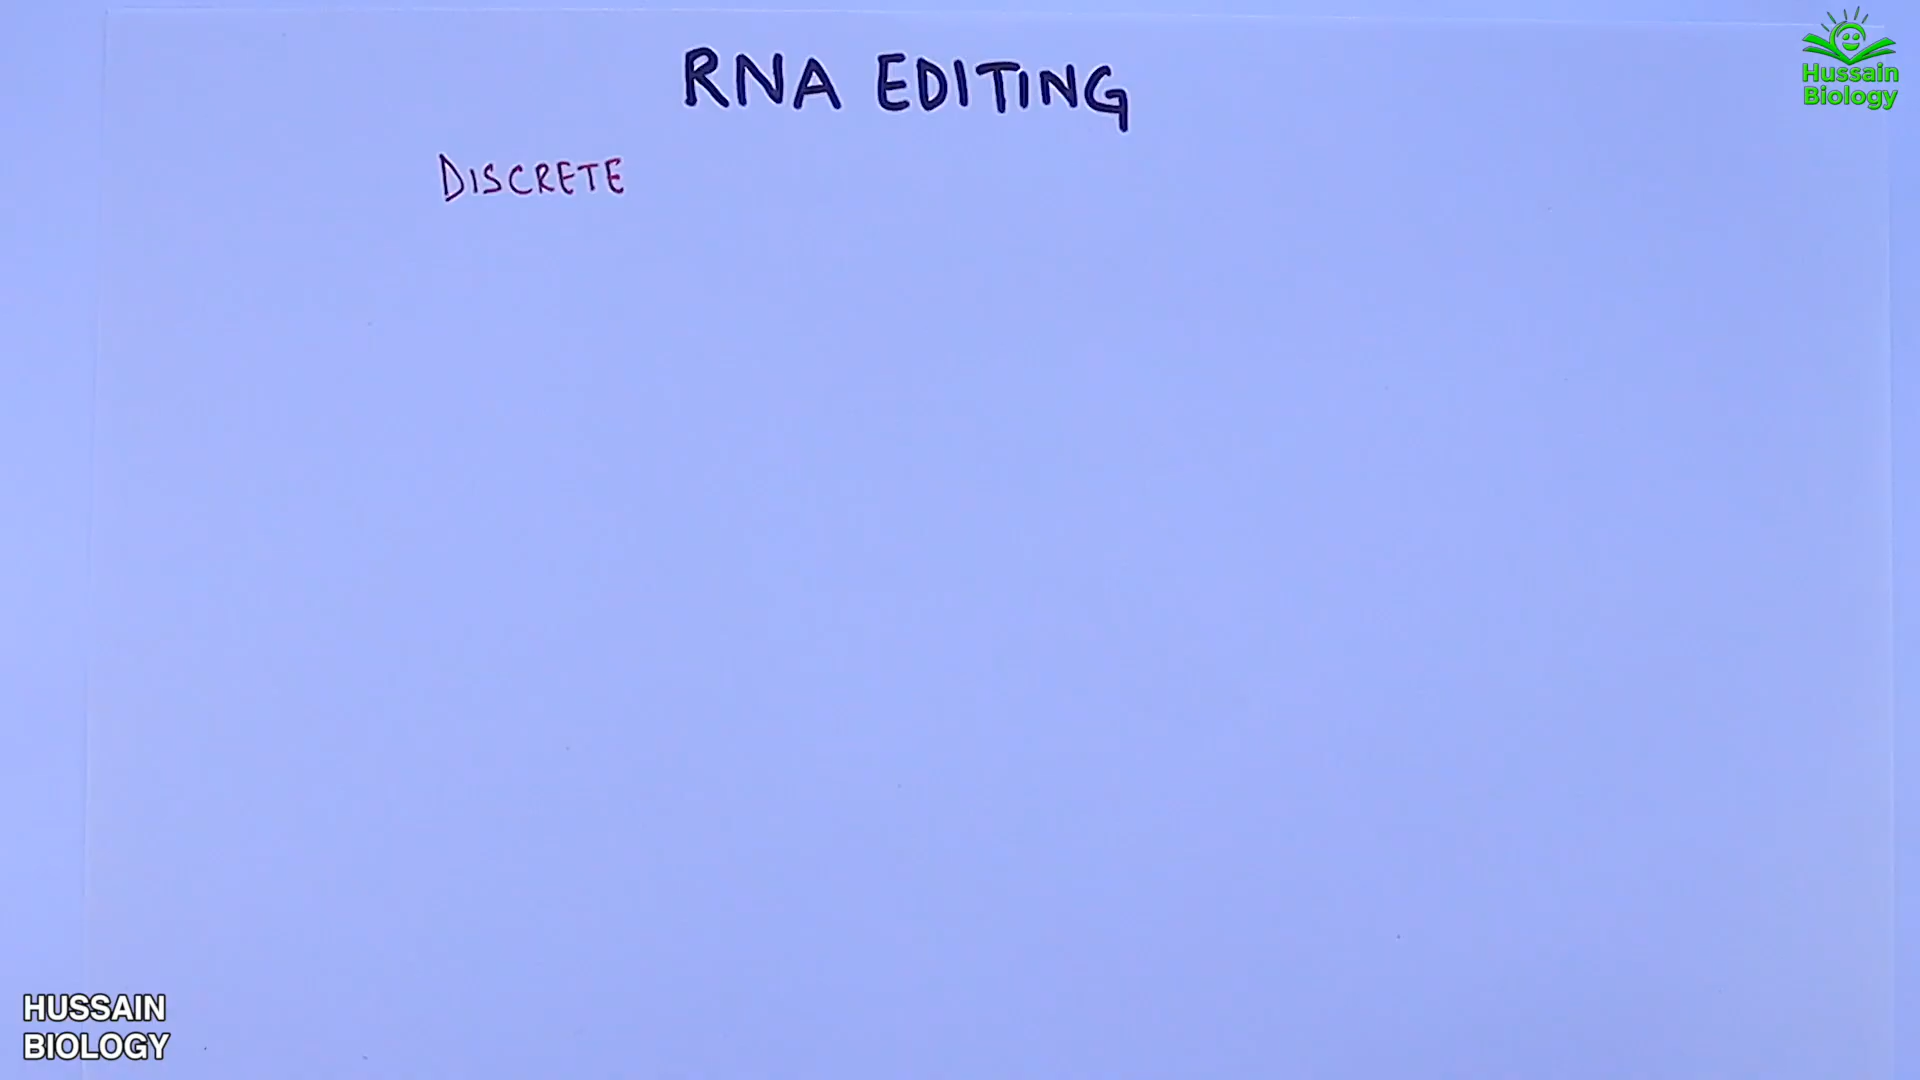 RNA EDITING
DISCRETE
Hussain
Biology
HUSSAIN
BIOLOGY